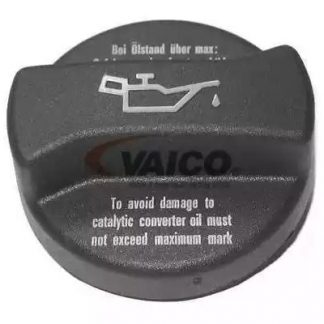 Bei Ölstand über max:
VAICO
To avoid damage to
catalytic converter oil must
not exceed maximum mark